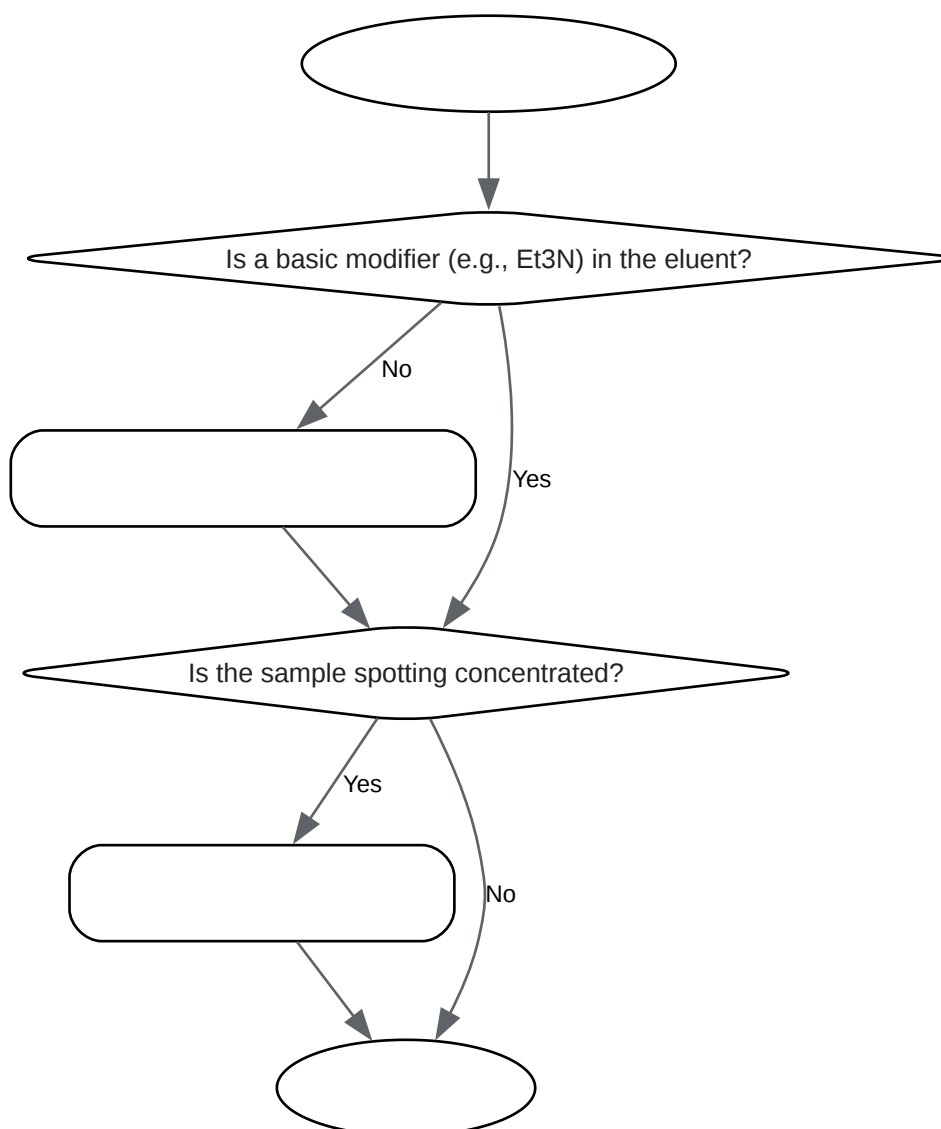 Is a basic modifier (e.g., Et3N) in the eluent?
No
Yes
Is the sample spotting concentrated?
Yes
No